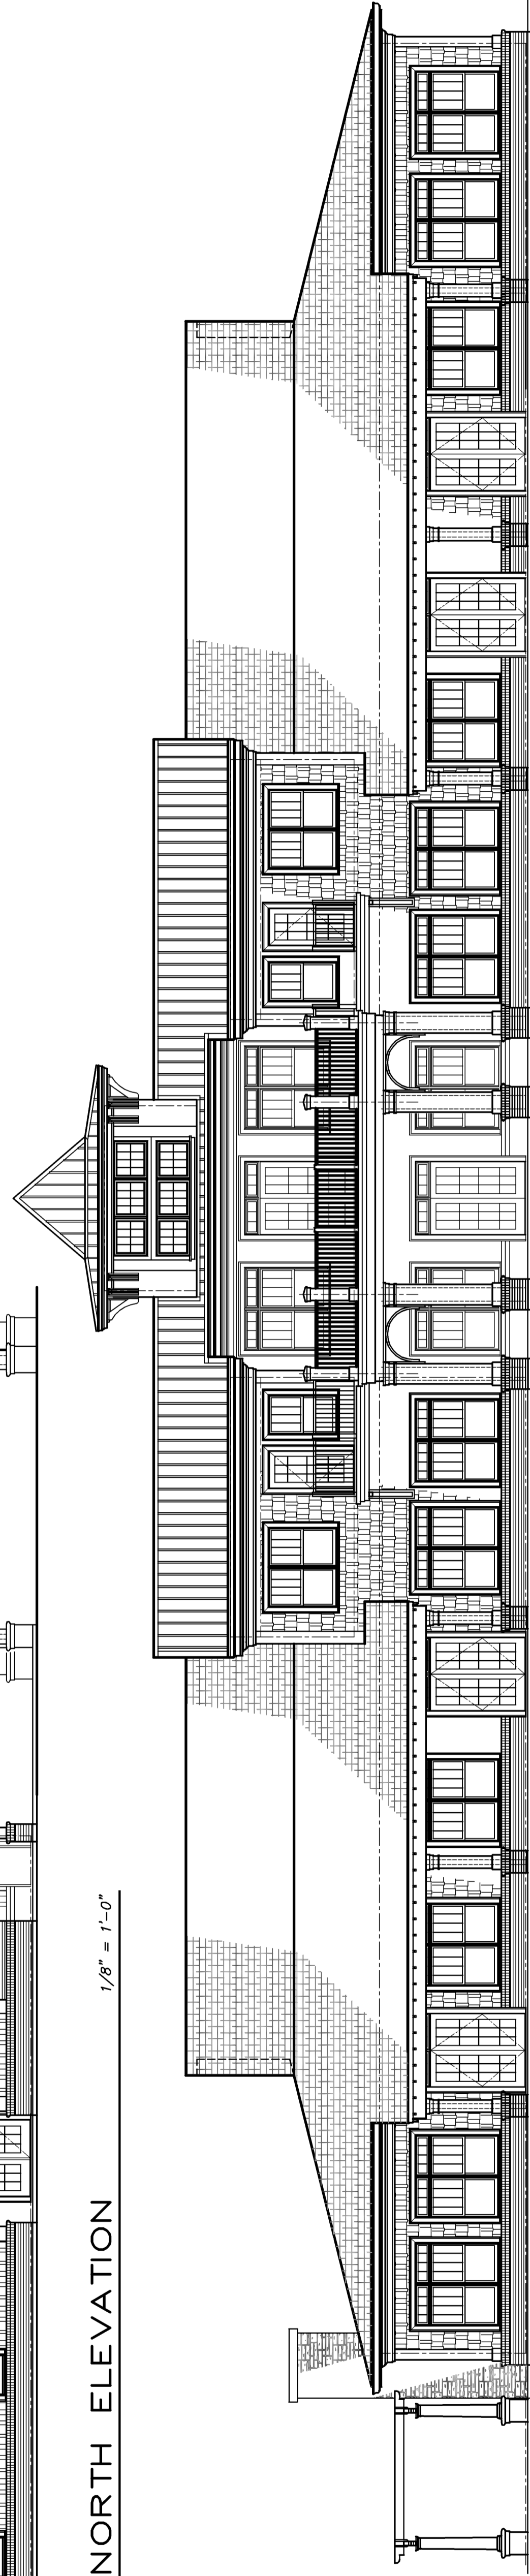 NORTH ELEVATION
1/8" = 1'-0"